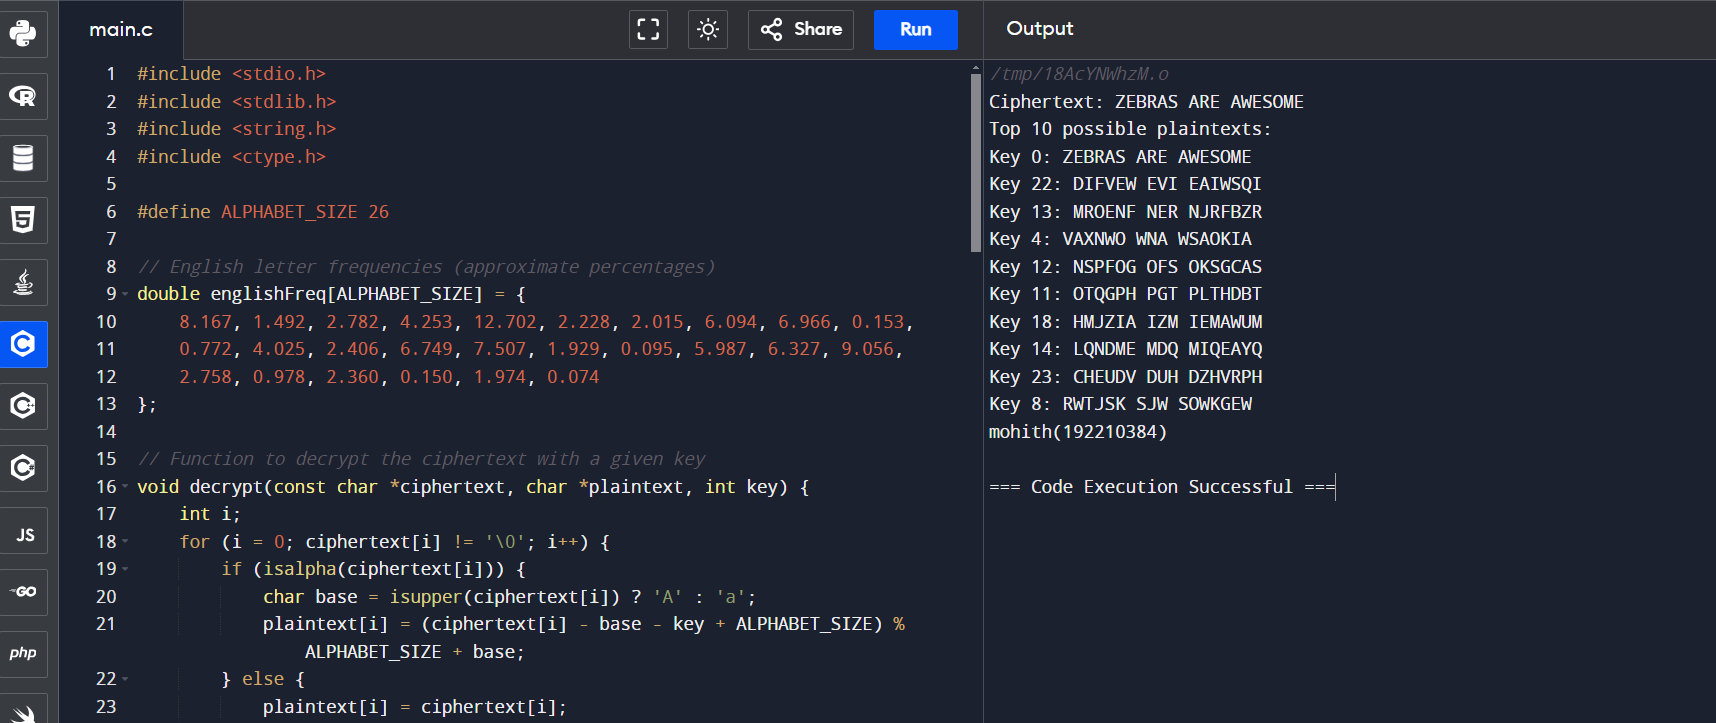 main.c
Share
Run
Output
1 #include <stdio.h>
2 #include <stdlib.h>
3 #include <string.h>
4 #include <ctype.h>
5
6 #define ALPHABET_SIZE 26
7
8 // English letter frequencies (approximate percentages)
9 double englishFreq[ALPHABET_SIZE] = {
10 8.167, 1.492, 2.782, 4.253, 12.702, 2.228, 2.015, 6.094, 6.966, 0.153,
11 0.772, 4.025, 2.406, 6.749, 7.507, 1.929, 0.095, 5.987, 6.327, 9.056,
12 2.758, 0.978, 2.360, 0.150, 1.974, 0.074
13 };
14
15 // Function to decrypt the ciphertext with a given key
16 void decrypt(const char *ciphertext, char *plaintext, int key) {
17 int i;
18 for (i = 0; ciphertext[i] != '\0'; i++) {
19 if (isalpha(ciphertext[i])) {
20 char base = isupper(ciphertext[i]) ? 'A' : 'a';
21 plaintext[i] = (ciphertext[i] - base - key + ALPHABET_SIZE) %
ALPHABET_SIZE + base;
22 } else {
23 plaintext[i] = ciphertext[i];
/tmp/18AcYNWhzM.o
Ciphertext: ZEBRAS ARE AWESOME
Top 10 possible plaintexts:
Key 0: ZEBRAS ARE AWESOME
Key 22: DIFVEW EVI EAIWSQI
Key 13: MROENF NER NJRFBZR
Key 4: VAXNWO WNA WSAOKIA
Key 12: NSPFOG OFS OKSGCAS
Key 11: OTQGPH PGT PLTHDBT
Key 18: HMJZIA IZM IEMAWUM
Key 14: LQNDME MDQ MIQEAYQ
Key 23: CHEUDV DUH DZHVRPH
Key 8: RWTJSK SJW SOWKGEW
mohith(192210384)
=== Code Execution Successful ===
R
5
C
C++
C#
JS
GO
php